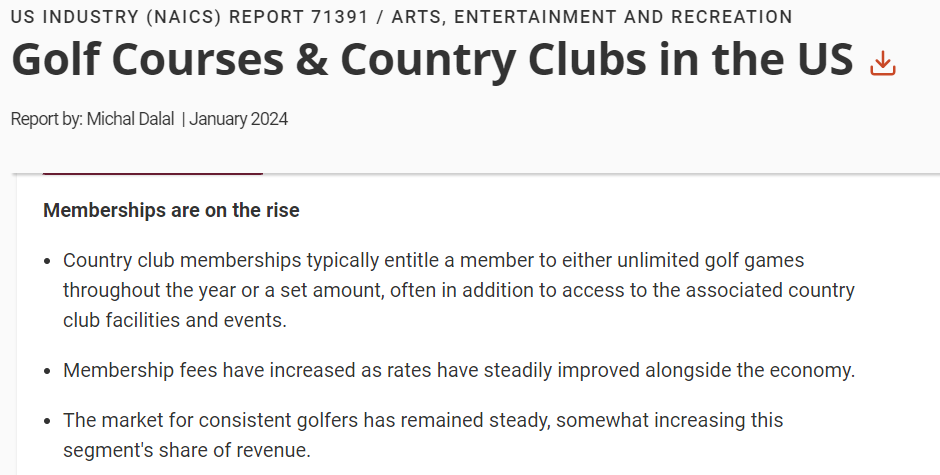 US INDUSTRY (NAICS) REPORT 71391 / ARTS, ENTERTAINMENT AND RECREATION
Golf Courses & Country Clubs in the US
Report by: Michal Dalal | January 2024
Memberships are on the rise
• Country club memberships typically entitle a member to either unlimited golf games
throughout the year or a set amount, often in addition to access to the associated country
club facilities and events.
• Membership fees have increased as rates have steadily improved alongside the economy.
• The market for consistent golfers has remained steady, somewhat increasing this
segment's share of revenue.